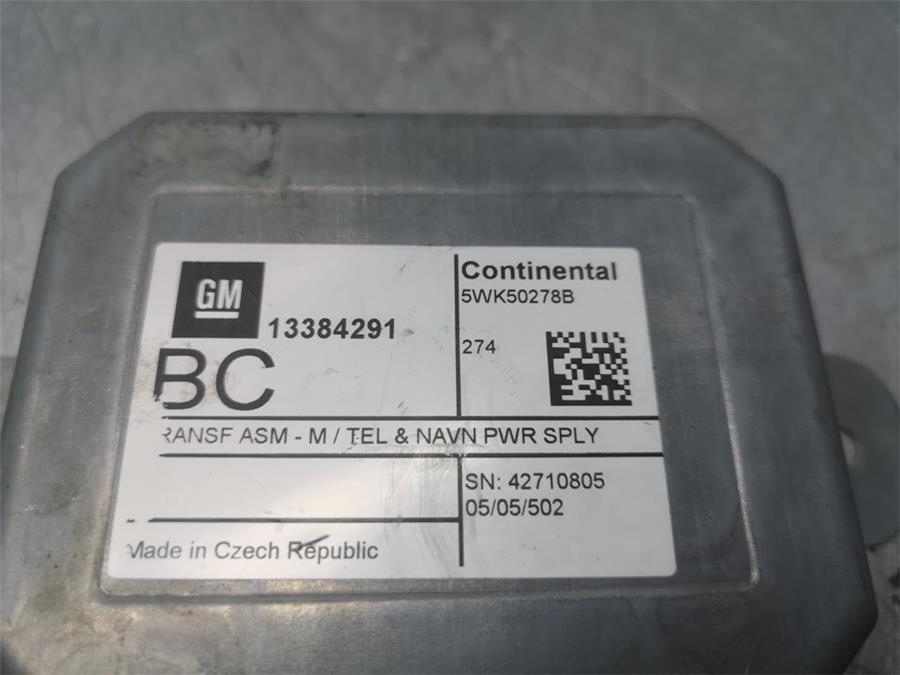 GM
13384291
BC
Continental
5WK50278B
274
RANSF ASM - M / TEL & NAVN PWR SPLY
SN: 42710805
05/05/502
Made in Czech Republic